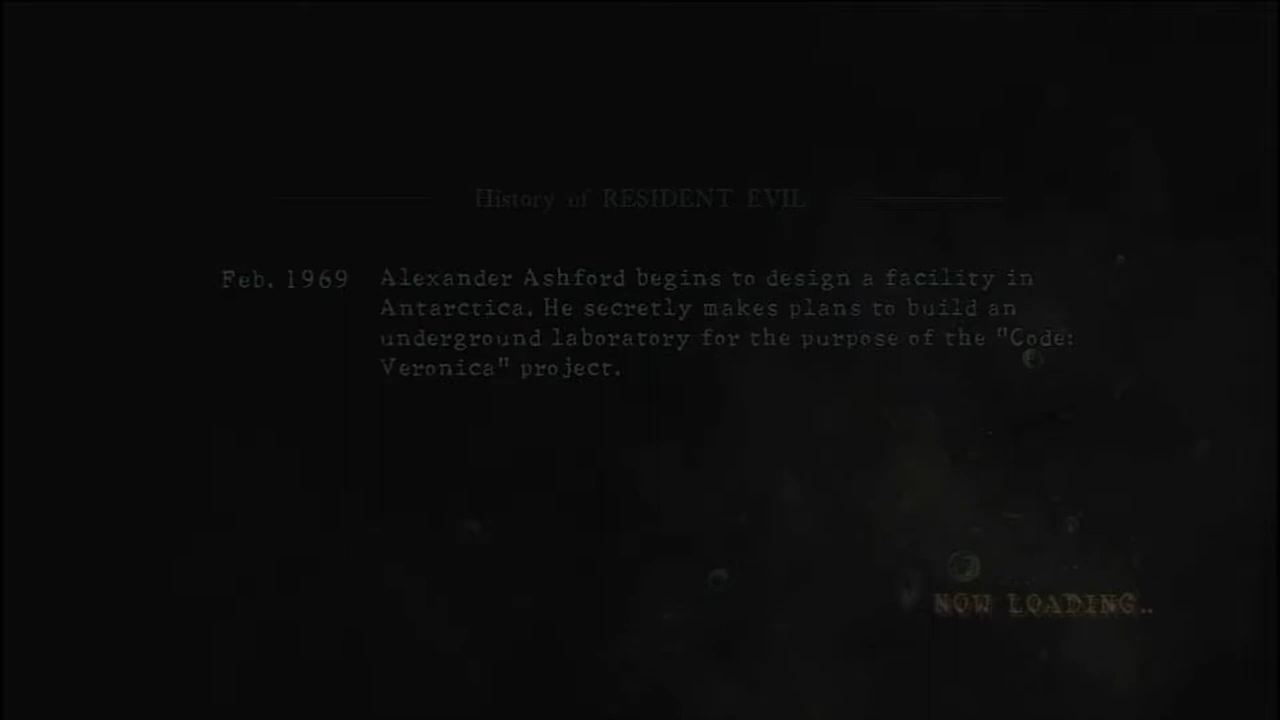 History of RESIDENT EVIL
Feb. 1969 Alexander Ashford begins to design a facility in
Antarctica. He secretly makes plans to build an
underground laboratory for the purpose of the "Code:
Veronica" project.
NOW LOADING..